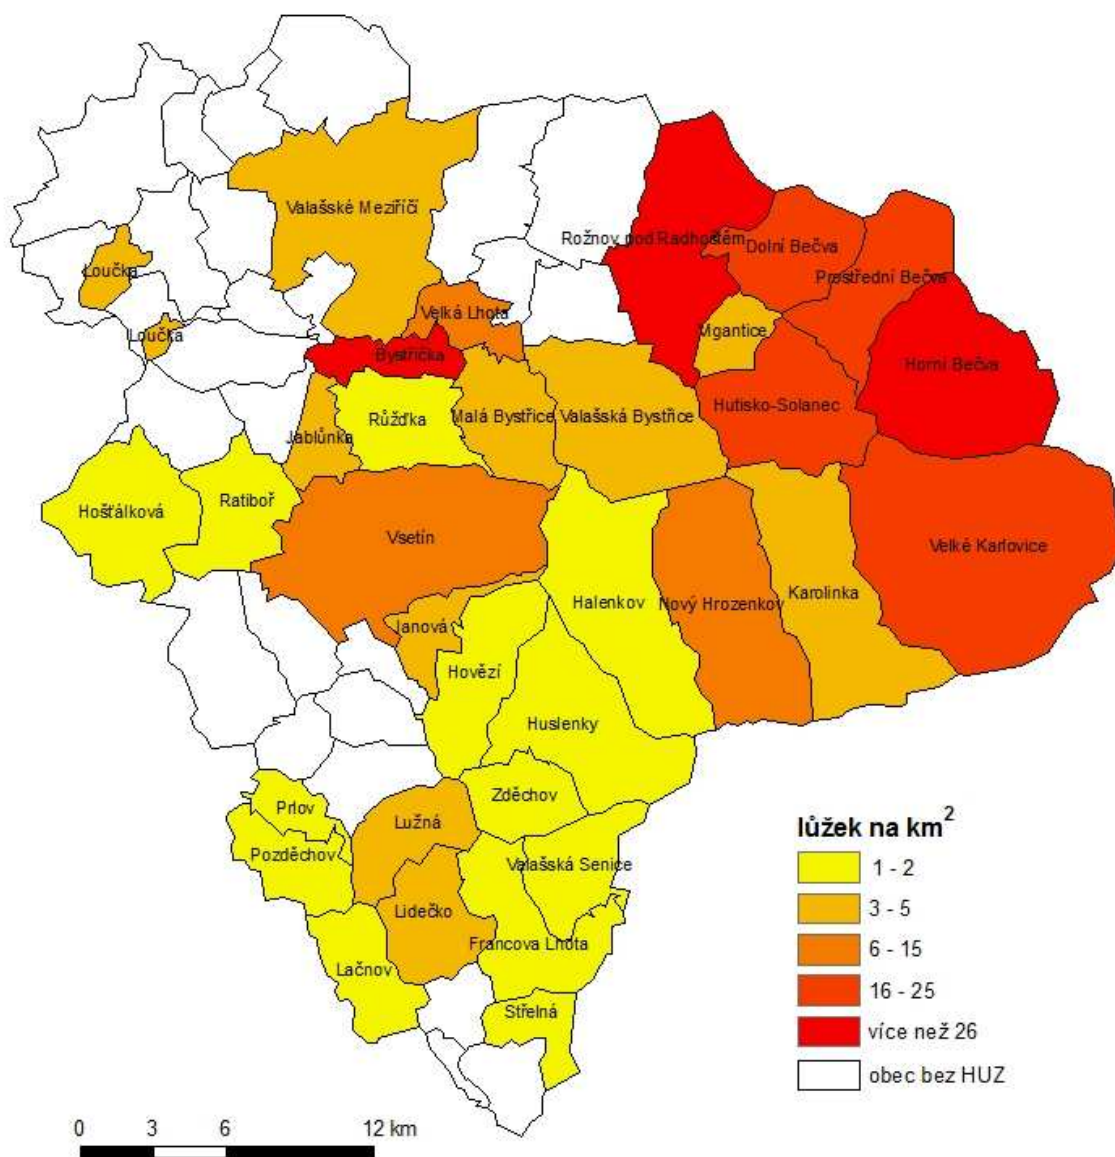 Valašské Meziříčí
Rožnov pod Radhoštěm
Dolní Bečva
Prostřední Bečva
Loučka
Velká Lhota
Vigantice
Loučka
Bystřička
Horní Bečva
Hutisko-Solanec
Růžďka
Malá Bystřice
Valašská Bystřice
Jablůnka
Ratiboř
Hošťálková
Vsetín
Velké Karlovice
Karolinka
Halenkov
Nový Hrozenkov
Janová
Hovězí
Huslenky
Zděchov
Prlov
Lužná
lůžek na km²
Pozděchov
Valašská Senice
1 - 2
Lidečko
3 - 5
Francova Lhota
6 - 15
Lačnov
16 - 25
Střelná
více než 26
obec bez HUZ
0 3 6 12 km